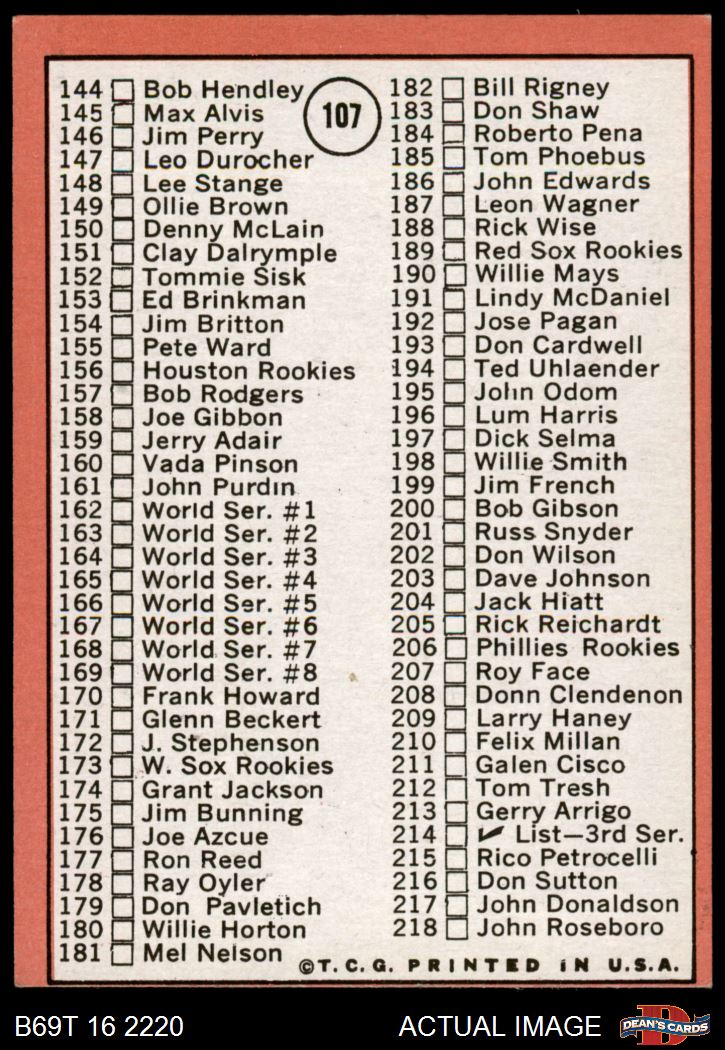 107
144 Bob Hendley
145 Max Alvis
146 Jim Perry
147 Leo Durocher
148 Lee Stange
149 Ollie Brown
150 Denny McLain
151 Clay Dalrymple
152 Tommie Sisk
153 Ed Brinkman
154 Jim Britton
155 Pete Ward
156 Houston Rookies
157 Bob Rodgers
158 Joe Gibbon
159 Jerry Adair
160 Vada Pinson
161 John Purdin
162 World Ser. #1
163 World Ser. #2
164 World Ser. #3
165 World Ser. #4
166 World Ser. #5
167 World Ser. #6
168 World Ser. #7
169 World Ser. #8
170 Frank Howard
171 Glenn Beckert
172 J. Stephenson
173 W. Sox Rookies
174 Grant Jackson
175 Jim Bunning
176 Joe Azcue
177 Ron Reed
178 Ray Oyler
179 Don Pavletich
180 Willie Horton
181 Mel Nelson
182 Bill Rigney
183 Don Shaw
184 Roberto Pena
185 Tom Phoebus
186 John Edwards
187 Leon Wagner
188 Rick Wise
189 Red Sox Rookies
190 Willie Mays
191 Lindy McDaniel
192 Jose Pagan
193 Don Cardwell
194 Ted Uhlaender
195 John Odom
196 Lum Harris
197 Dick Selma
198 Willie Smith
199 Jim French
200 Bob Gibson
201 Russ Snyder
202 Don Wilson
203 Dave Johnson
204 Jack Hiatt
205 Rick Reichardt
206 Phillies Rookies
207 Roy Face
208 Donn Clendenon
209 Larry Haney
210 Felix Millan
211 Galen Cisco
212 Tom Tresh
213 Gerry Arrigo
214 ✓ List—3rd Ser.
215 Rico Petrocelli
216 Don Sutton
217 John Donaldson
218 John Roseboro
©T.C.G. PRINTED IN U.S.A.
B69T 16 2220
ACTUAL IMAGE
D
DEAN'S CARDS